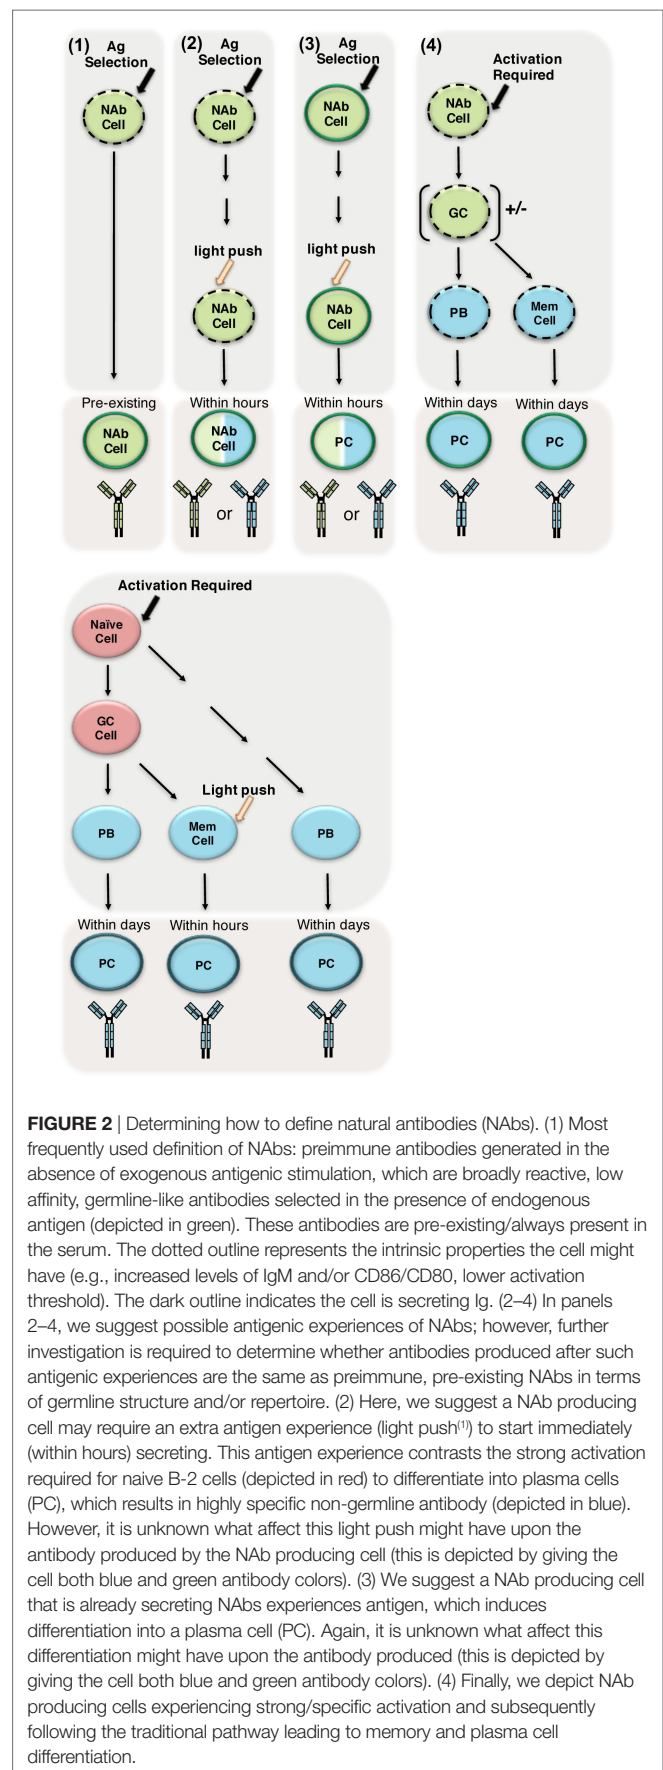 (1) Ag
Selection
NAb
Cell
Pre-existing
NAb
Cell
(2) Ag
Selection
NAb
Cell
light push
NAb
Cell
Within hours
NAb
Cell
or
(3) Ag
Selection
NAb
Cell
light push
NAb
Cell
Within hours
PC
or
(4)
Activation
Required
NAb
Cell
GC
+/-
PB
Mem
Cell
Within days
Within days
PC
PC
Activation Required
Naïve
Cell
GC
Cell
Light push
PB
Mem
Cell
PB
Within days
Within hours
Within days
PC
PC
PC
FIGURE 2 | Determining how to define natural antibodies (NAbs). (1) Most
frequently used definition of NAbs: preimmune antibodies generated in the
absence of exogenous antigenic stimulation, which are broadly reactive, low
affinity, germline-like antibodies selected in the presence of endogenous
antigen (depicted in green). These antibodies are pre-existing/always present in
the serum. The dotted outline represents the intrinsic properties the cell might
have (e.g., increased levels of IgM and/or CD86/CD80, lower activation
threshold). The dark outline indicates the cell is secreting Ig. (2–4) In panels
2–4, we suggest possible antigenic experiences of NAbs; however, further
investigation is required to determine whether antibodies produced after such
antigenic experiences are the same as preimmune, pre-existing NAbs in terms
of germline structure and/or repertoire. (2) Here, we suggest a NAb producing
cell may require an extra antigen experience (light push(1)) to start immediately
(within hours) secreting. This antigen experience contrasts the strong activation
required for naive B-2 cells (depicted in red) to differentiate into plasma cells
(PC), which results in highly specific non-germline antibody (depicted in blue).
However, it is unknown what affect this light push might have upon the
antibody produced by the NAb producing cell (this is depicted by giving the
cell both blue and green antibody colors). (3) We suggest a NAb producing cell
that is already secreting NAbs experiences antigen, which induces
differentiation into a plasma cell (PC). Again, it is unknown what affect this
differentiation might have upon the antibody produced (this is depicted by
giving the cell both blue and green antibody colors). (4) Finally, we depict NAb
producing cells experiencing strong/specific activation and subsequently
following the traditional pathway leading to memory and plasma cell
differentiation.